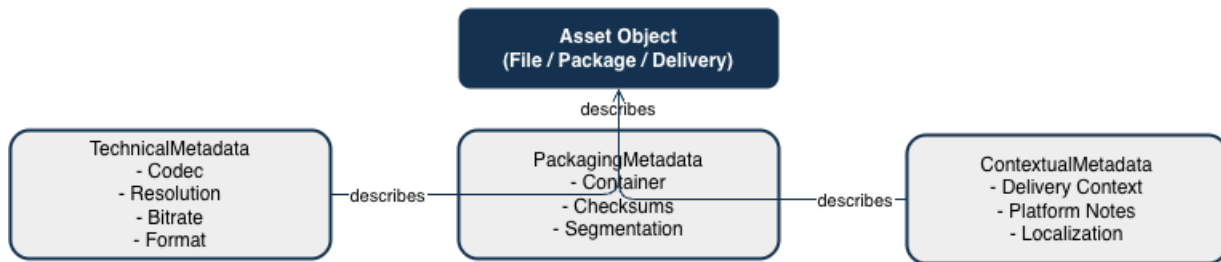 Asset Object
(File / Package / Delivery)
describes
TechnicalMetadata
- Codec
- Resolution
- Bitrate
- Format
describes
PackagingMetadata
- Container
- Checksums
- Segmentation
describes
ContextualMetadata
- Delivery Context
- Platform Notes
- Localization